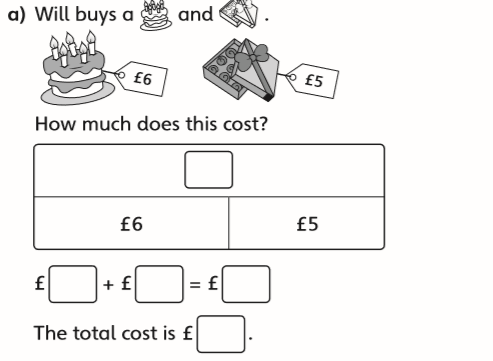 a) Will buys a and .
£6 £5
How much does this cost?
£6 £5
£ + £ = £
The total cost is £ .